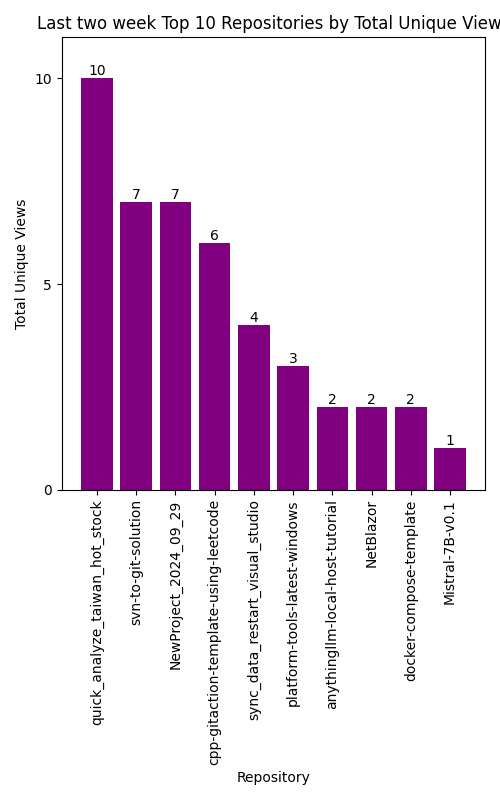 Last two week Top 10 Repositories by Total Unique View
Total Unique Views
10
5
0
10
7
7
6
4
3
2
2
2
1
quick_analyze_taiwan_hot_stock
svn-to-git-solution
NewProject_2024_09_29
cpp-gitaction-template-using-leetcode
sync_data_restart_visual_studio
platform-tools-latest-windows
anythingllm-local-host-tutorial
NetBlazor
docker-compose-template
Mistral-7B-v0.1
Repository